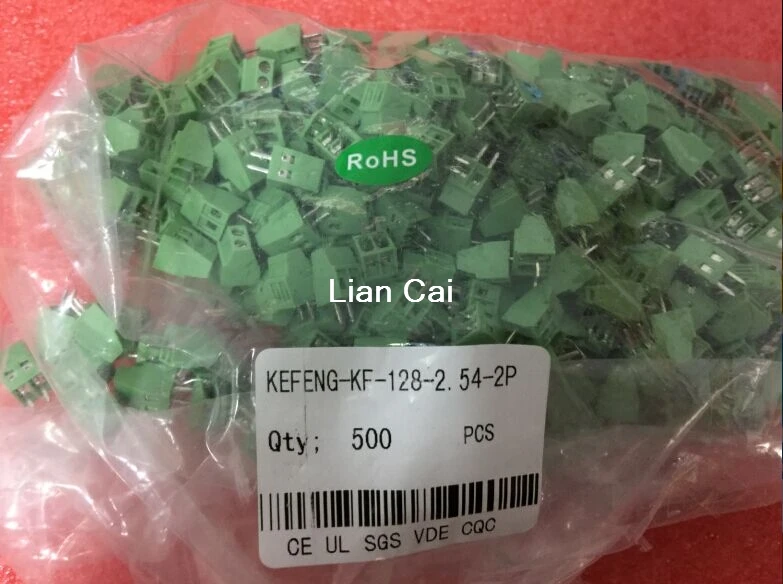 RoHS
Lian Cai
KEFENG-KF-128-2.54-2P
Qty; 500 PCS
CE UL SGS VDE CQC